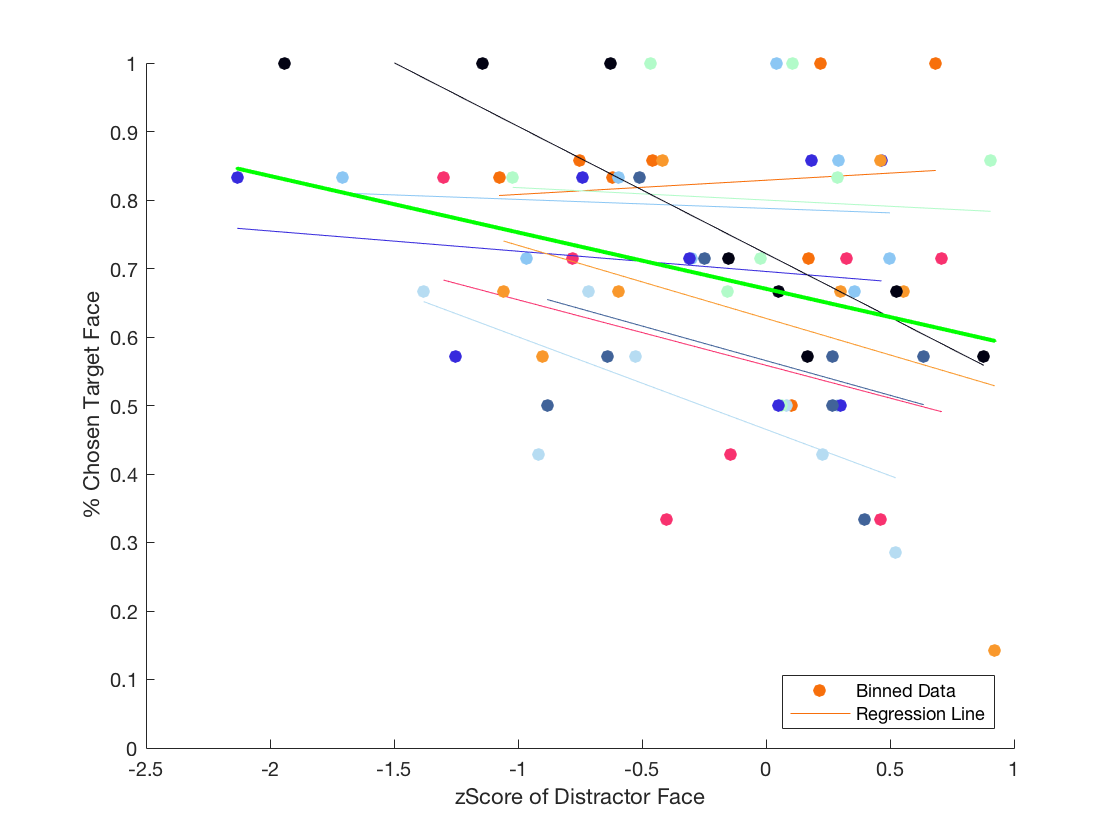 1
0.9
0.8
0.7
0.6
0.5
0.4
0.3
0.2
0.1
0
% Chosen Target Face
-2.5 -2 -1.5 -1 -0.5 0 0.5 1
zScore of Distractor Face
Binned Data
Regression Line